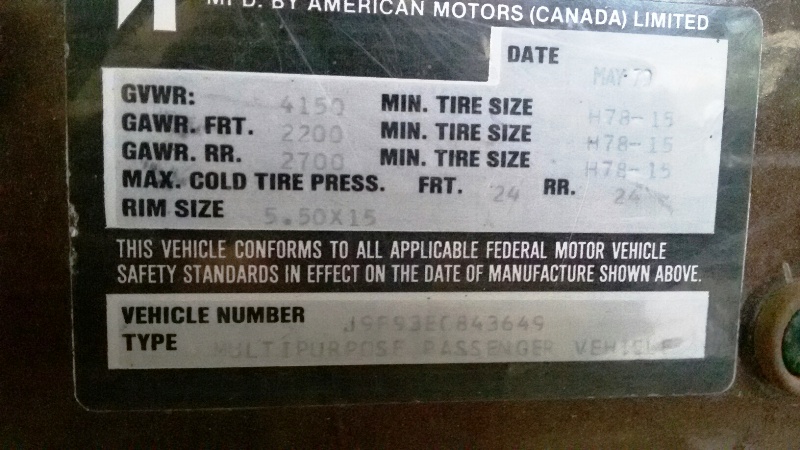 MFD. BY AMERICAN MOTORS (CANADA) LIMITED
DATE
MAY 79
GVWR: 4150 MIN. TIRE SIZE H78-15
GAWR. FRT. 2200 MIN. TIRE SIZE H78-15
GAWR. RR. 2700 MIN. TIRE SIZE H78-15
MAX. COLD TIRE PRESS. FRT. 24 RR. 24
RIM SIZE 5.50X15
THIS VEHICLE CONFORMS TO ALL APPLICABLE FEDERAL MOTOR VEHICLE
SAFETY STANDARDS IN EFFECT ON THE DATE OF MANUFACTURE SHOWN ABOVE.
VEHICLE NUMBER J9F93EC843649
TYPE MULTIPURPOSE PASSENGER VEHICLE